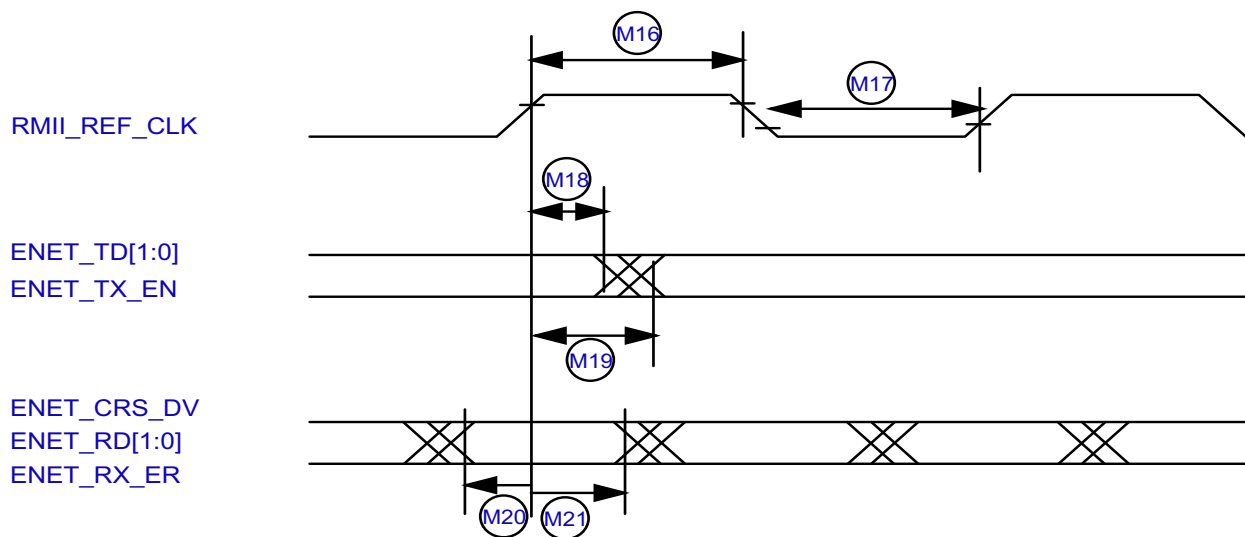 M16
M17
RMII_REF_CLK
M18
ENET_TD[1:0]
ENET_TX_EN
M19
ENET_CRS_DV
ENET_RD[1:0]
ENET_RX_ER
M20
M21